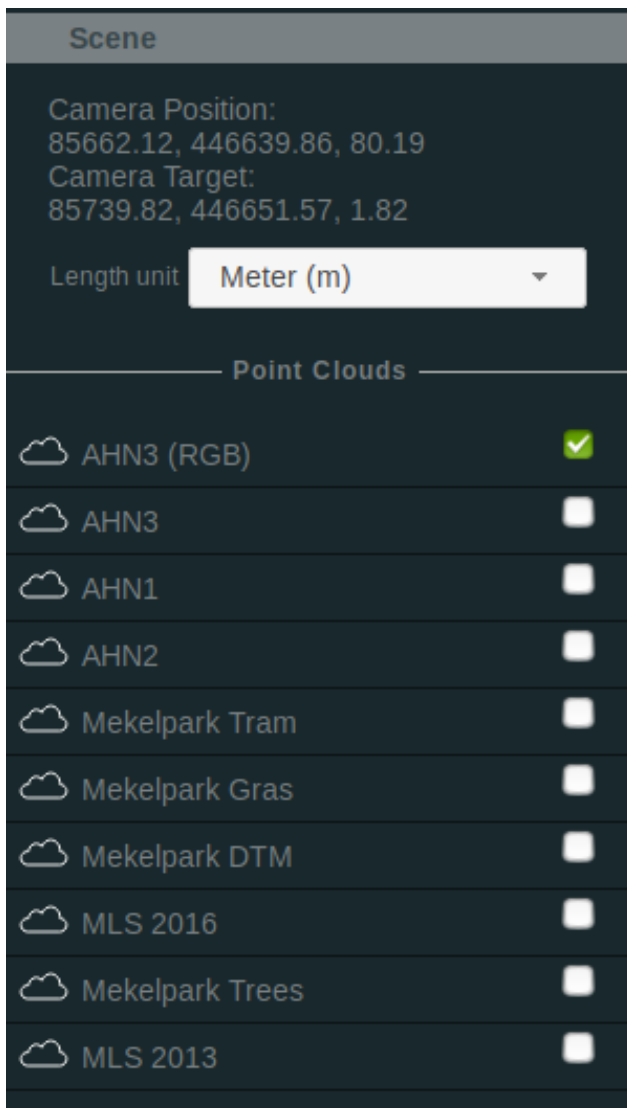 Scene
Camera Position:
85662.12, 446639.86, 80.19
Camera Target:
85739.82, 446651.57, 1.82
Length unit Meter (m)
Point Clouds
AHN3 (RGB)
AHN3
AHN1
AHN2
Mekelpark Tram
Mekelpark Gras
Mekelpark DTM
MLS 2016
Mekelpark Trees
MLS 2013